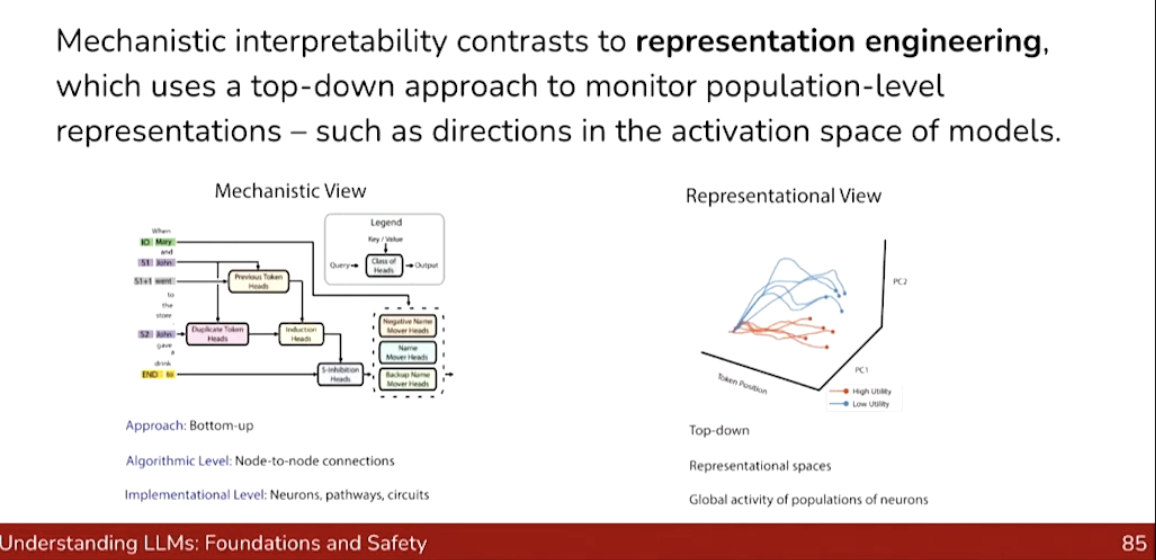 Mechanistic interpretability contrasts to representation engineering,
which uses a top-down approach to monitor population-level
representations – such as directions in the activation space of models.
Mechanistic View
Legend
Key / Value
Query
Class of
Heads
Output
When
IO Mary
and
S1 John
S1+1 went
to
the
store
S2 John
gave
a
drink
END to
Previous Token
Heads
Duplicate Token
Heads
Induction
Heads
S-Inhibition
Heads
Negative Name
Mover Heads
Name
Mover Heads
Backup Name
Mover Heads
Approach: Bottom-up
Algorithmic Level: Node-to-node connections
Implementational Level: Neurons, pathways, circuits
Representational View
PC2
PC1
Token Position
High Utility
Low Utility
Top-down
Representational spaces
Global activity of populations of neurons
Understanding LLMs: Foundations and Safety
85